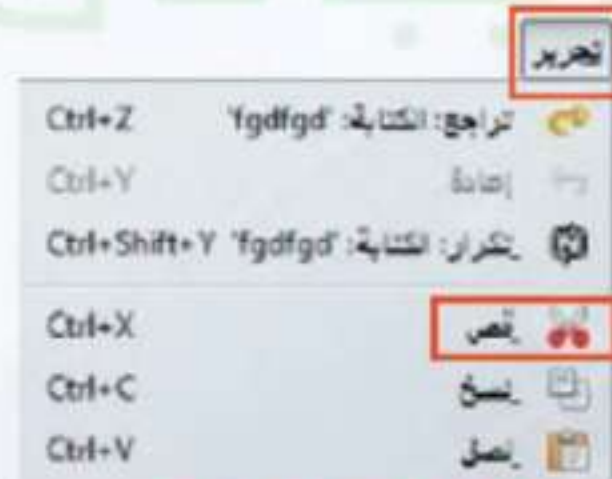 تحرير
تراجع: الكتابة: 'fgdfgd' Ctrl+Z
إعادة Ctrl+Y
تكرار: الكتابة: 'fgdfgd' Ctrl+Shift+Y
قص Ctrl+X
نسخ Ctrl+C
لصق Ctrl+V